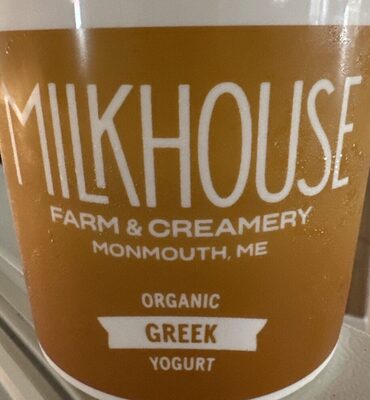 MILKHOUSE
FARM & CREAMERY
MONMOUTH, ME
ORGANIC
GREEK
YOGURT